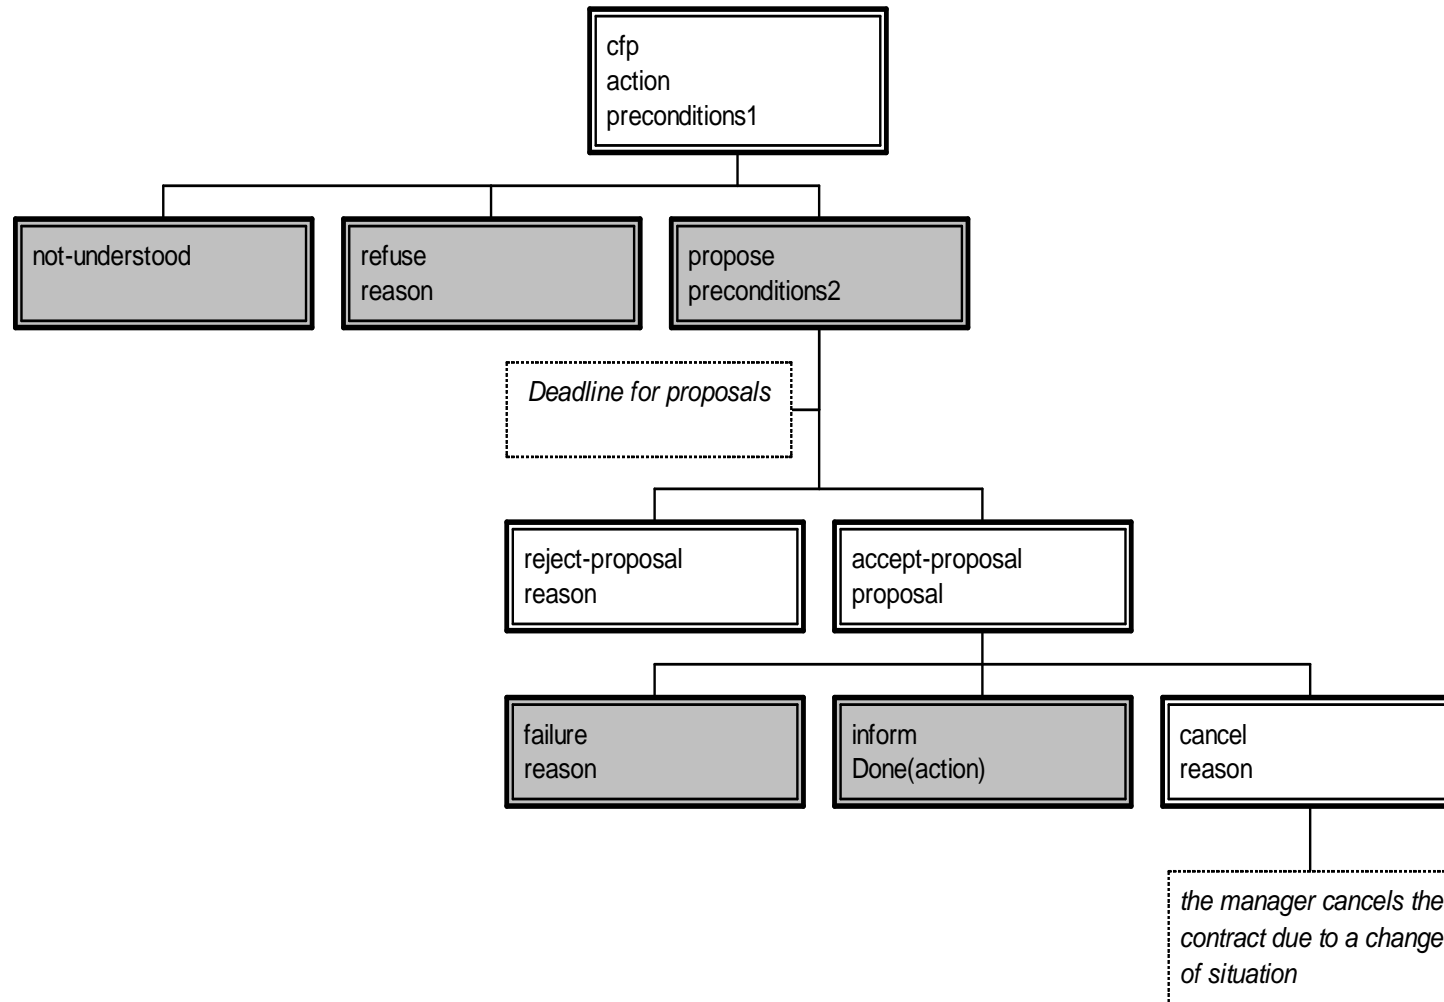 cfp
action
preconditions1
not-understood
refuse
reason
propose
preconditions2
Deadline for proposals
reject-proposal
reason
accept-proposal
proposal
failure
reason
inform
Done(action)
cancel
reason
the manager cancels the
contract due to a change
of situation